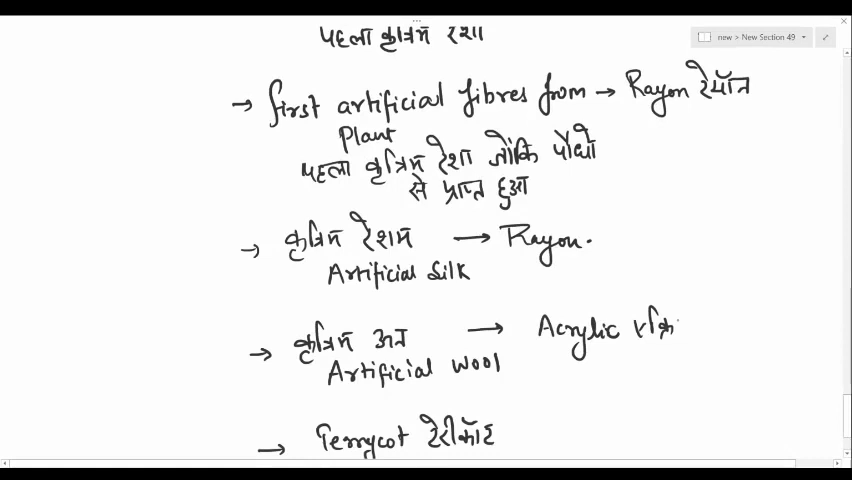 new > New Section 49
पहला कृत्रिम रेशा
→ First artificial fibres from → Rayon रेयॉन
Plant
पहला कृत्रिम रेशा जोकि पौधों
से प्राप्त हुआ
→ कृत्रिम रेशम → Rayon.
Artificial Silk
→ कृत्रिम ऊन → Acrylic
Artificial wool
→ Terrycot टेरीकॉट